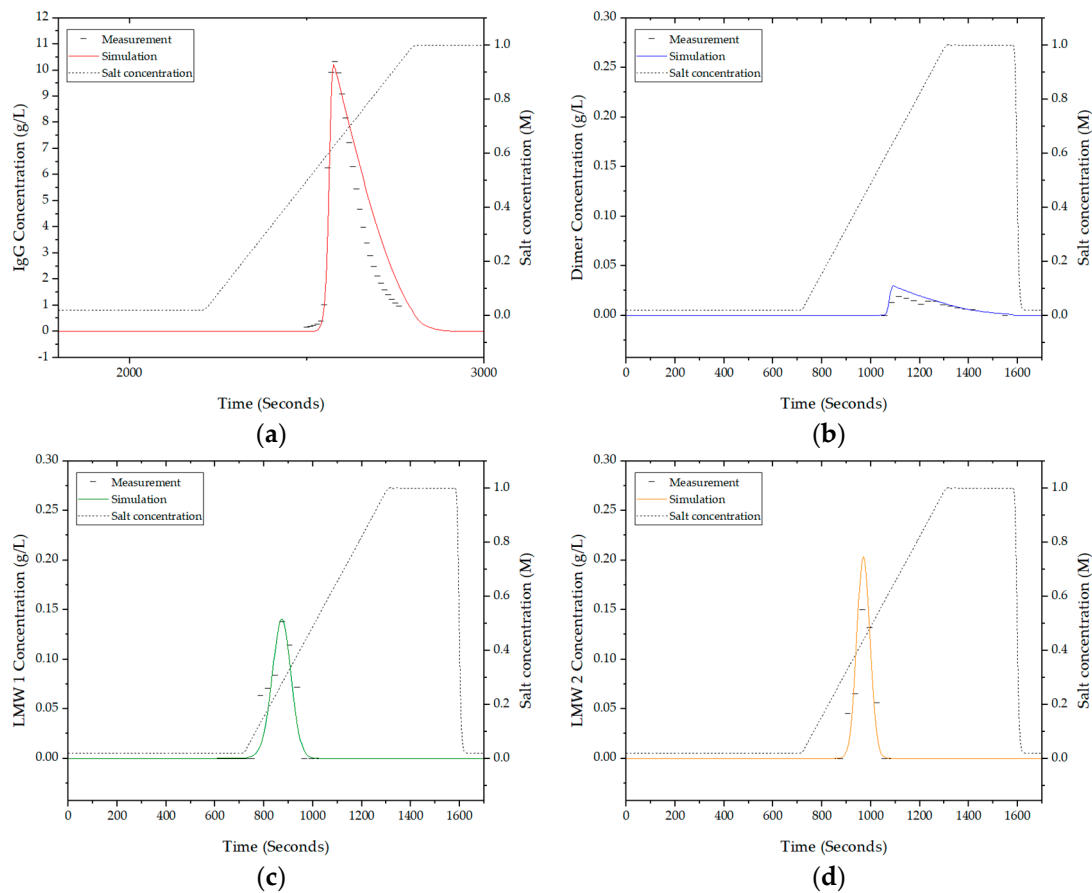 12
11
10
9
8
7
6
5
4
3
2
1
0
-1
IgG Concentration (g/L)
Measurement
Simulation
Salt concentration
1.0
0.8
0.6
0.4
0.2
0.0
Salt concentration (M)
2000 3000
Time (Seconds)
(a)
0.30
0.25
0.20
0.15
0.10
0.05
0.00
Dimer Concentration (g/L)
Measurement
Simulation
Salt concentration
1.0
0.8
0.6
0.4
0.2
0.0
Salt concentration (M)
0 200 400 600 800 1000 1200 1400 1600
Time (Seconds)
(b)
0.30
0.25
0.20
0.15
0.10
0.05
0.00
LMW 1 Concentration (g/L)
Measurement
Simulation
Salt concentration
1.0
0.8
0.6
0.4
0.2
0.0
Salt concentration (M)
0 200 400 600 800 1000 1200 1400 1600
Time (Seconds)
(c)
0.30
0.25
0.20
0.15
0.10
0.05
0.00
LMW 2 Concentration (g/L)
Measurement
Simulation
Salt concentration
1.0
0.8
0.6
0.4
0.2
0.0
Salt concentration (M)
0 200 400 600 800 1000 1200 1400 1600
Time (Seconds)
(d)